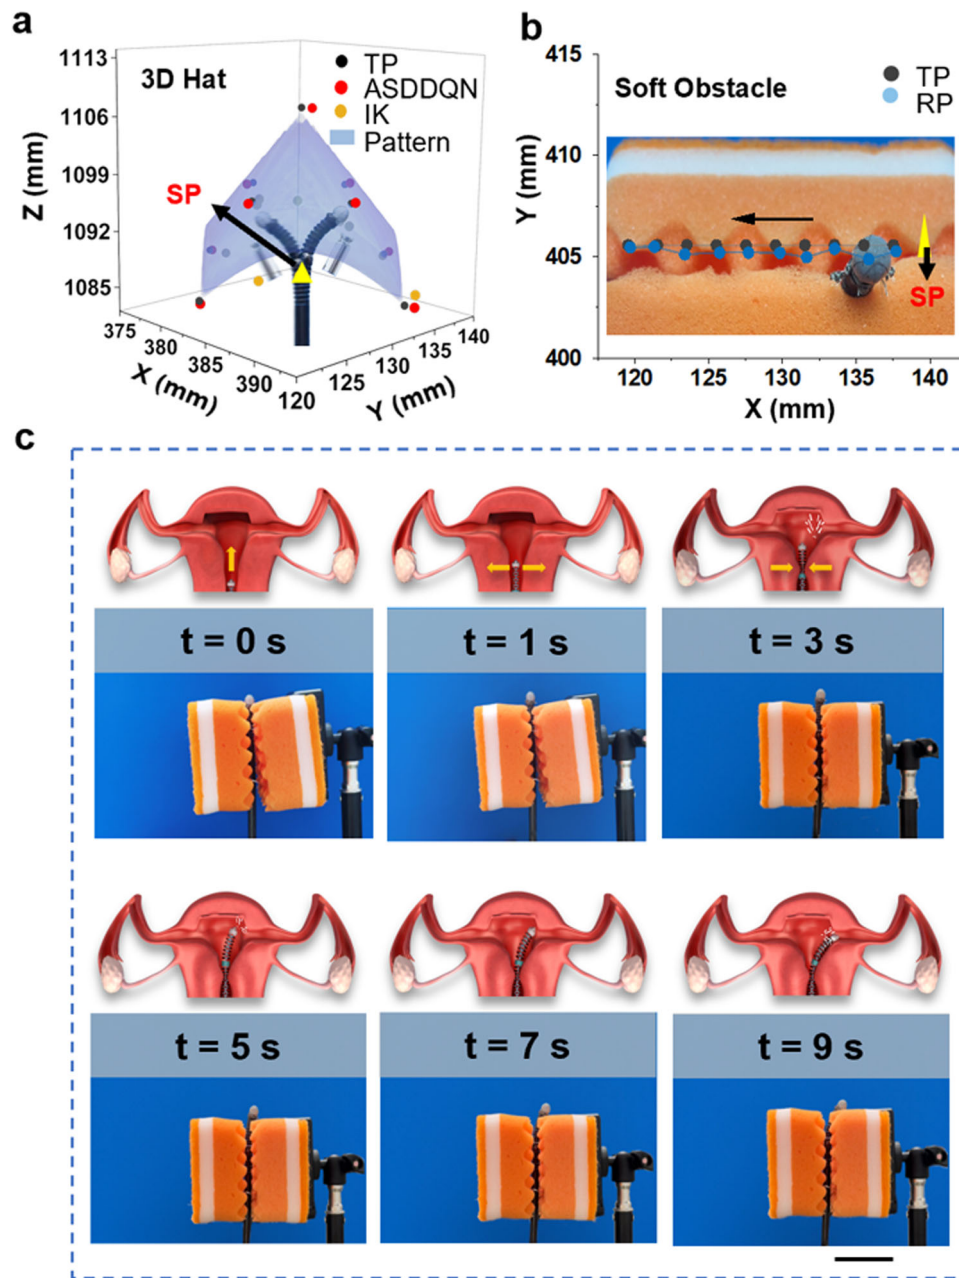 a
3D Hat
TP
ASDDQN
IK
Pattern
SP
Z (mm)
1113
1106
1099
1092
1085
375
380
385
390
X (mm)
120
125
130
135
140
Y (mm)
b
Soft Obstacle
TP
RP
SP
Y (mm)
415
410
405
400
120
125
130
135
140
X (mm)
c
t = 0 s
t = 1 s
t = 3 s
t = 5 s
t = 7 s
t = 9 s